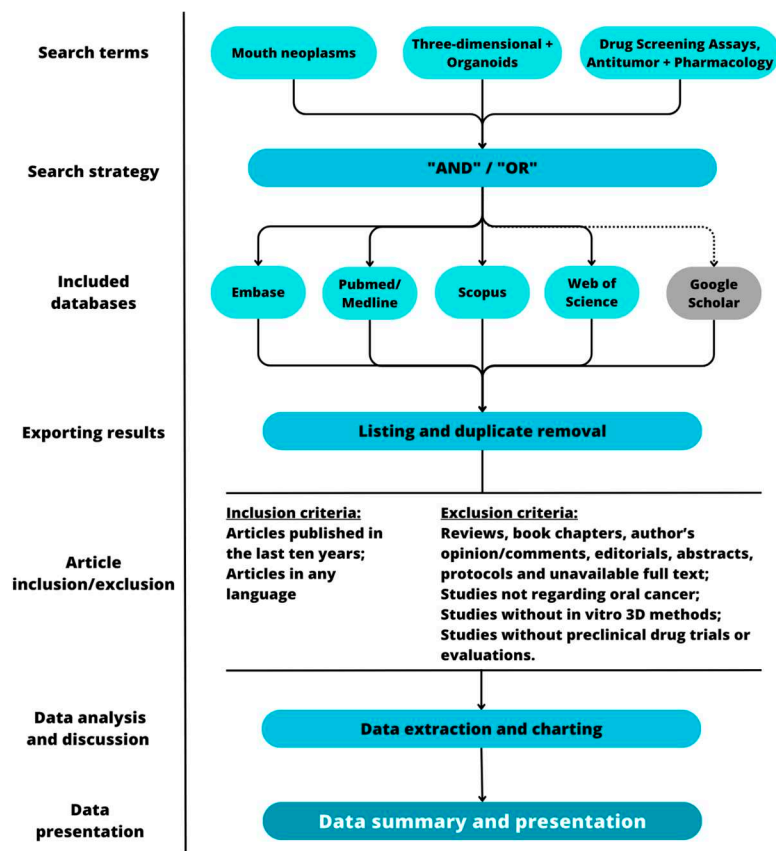 Search terms
Mouth neoplasms
Three-dimensional +
Organoids
Drug Screening Assays,
Antitumor + Pharmacology
Search strategy
"AND" / "OR"
Included
databases
Embase
Pubmed/
Medline
Scopus
Web of
Science
Google
Scholar
Exporting results
Listing and duplicate removal
Article
inclusion/exclusion
Inclusion criteria:
Articles published in
the last ten years;
Articles in any
language
Exclusion criteria:
Reviews, book chapters, author's
opinion/comments, editorials, abstracts,
protocols and unavailable full text;
Studies not regarding oral cancer;
Studies without in vitro 3D methods;
Studies without preclinical drug trials or
evaluations.
Data analysis
and discussion
Data extraction and charting
Data
presentation
Data summary and presentation